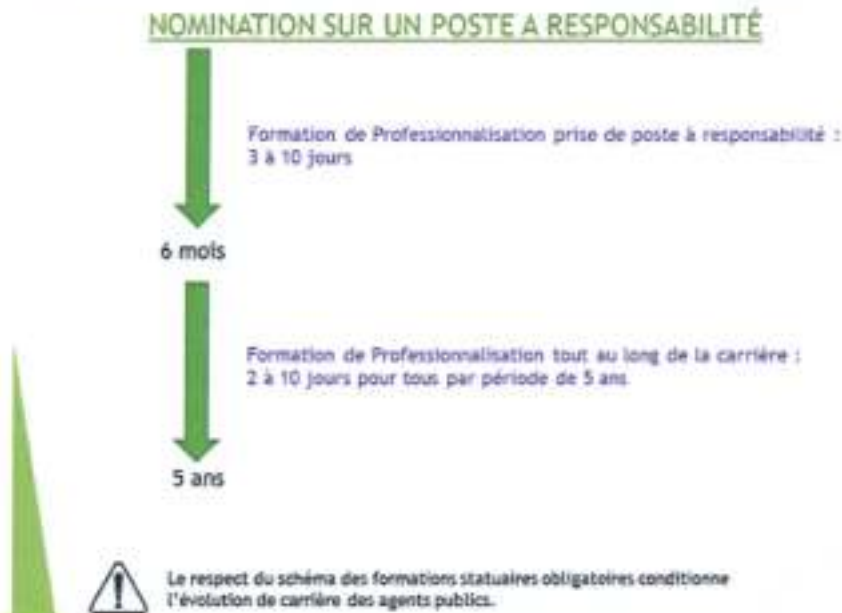 NOMINATION SUR UN POSTE A RESPONSABILITÉ
Formation de Professionnalisation prise de poste à responsabilité :
3 à 10 jours
6 mois
Formation de Professionnalisation tout au long de la carrière :
2 à 10 jours pour tous par période de 5 ans
5 ans
Le respect du schéma des formations statuaires obligatoires conditionne
l'évolution de carrière des agents publics.